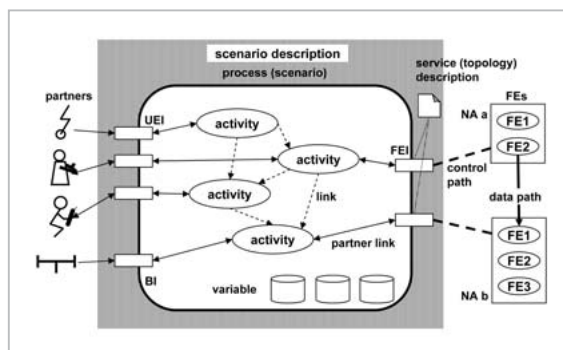 scenario description
process (scenario)
service (topology)
description
partners
FEs
UEI
NA a
activity
FE1
FEI
FE2
activity
control
path
activity
link
data path
FE1
activity
partner link
FE2
BI
variable
NA b
FE3